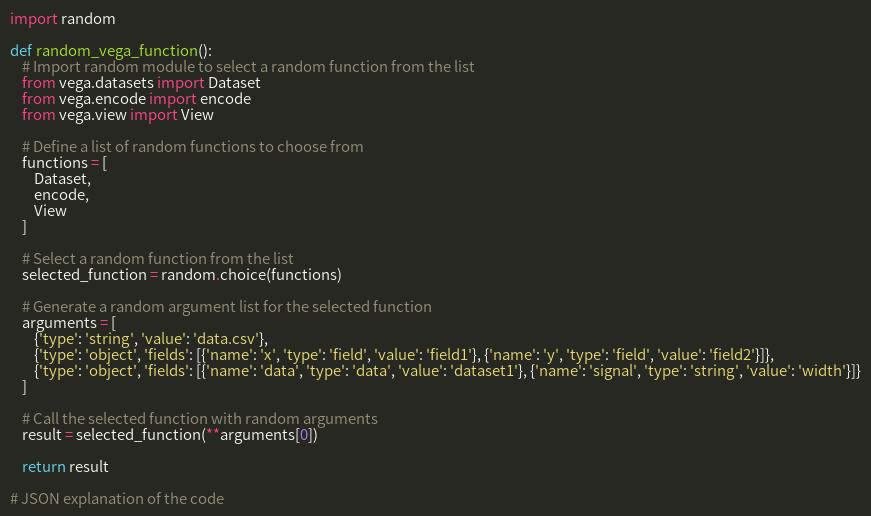 import random
def random_vega_function():
# Import random module to select a random function from the list
from vega.datasets import Dataset
from vega.encode import encode
from vega.view import View
# Define a list of random functions to choose from
functions = [
Dataset,
encode,
View
]
# Select a random function from the list
selected_function = random.choice(functions)
# Generate a random argument list for the selected function
arguments = [
{'type': 'string', 'value': 'data.csv'},
{'type': 'object', 'fields': [{'name': 'x', 'type': 'field', 'value': 'field1'}, {'name': 'y', 'type': 'field', 'value': 'field2'}]},
{'type': 'object', 'fields': [{'name': 'data', 'type': 'data', 'value': 'dataset1'}, {'name': 'signal', 'type': 'string', 'value': 'width'}]}
]
# Call the selected function with random arguments
result = selected_function(**arguments[0])
return result
# JSON explanation of the code